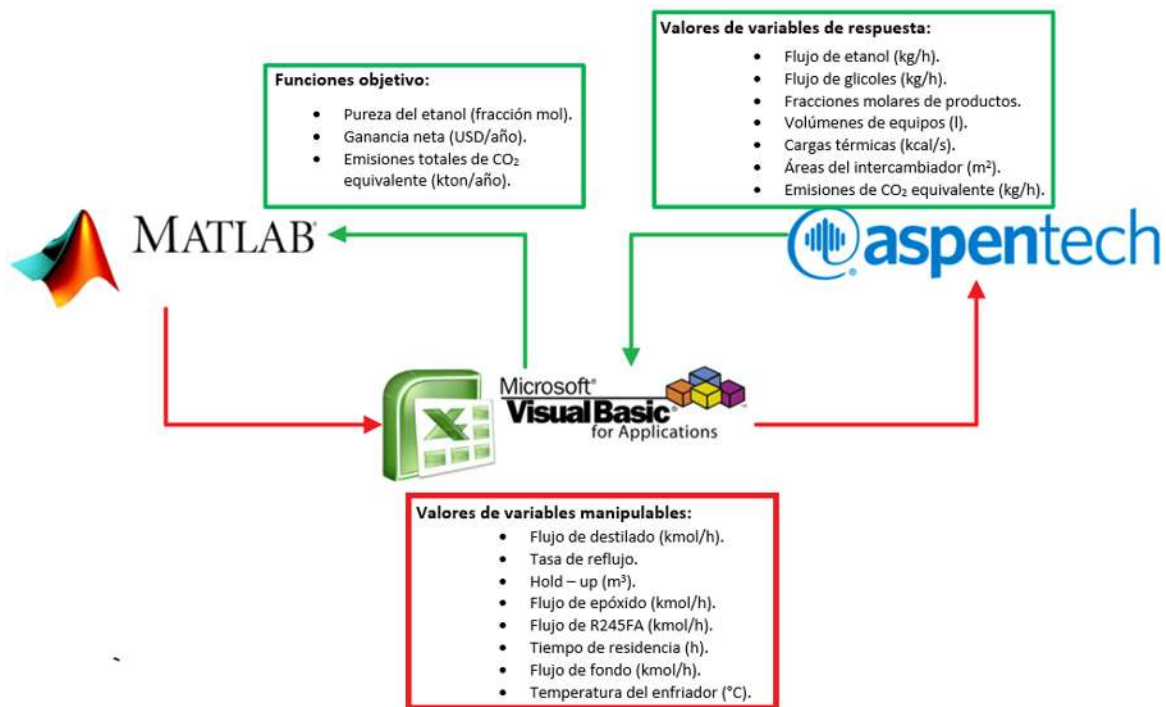 Valores de variables de respuesta:
• Flujo de etanol (kg/h).
• Flujo de glicoles (kg/h).
• Fracciones molares de productos.
• Volúmenes de equipos (l).
• Cargas térmicas (kcal/s).
• Áreas del intercambiador (m²).
• Emisiones de CO₂ equivalente (kg/h).
Funciones objetivo:
• Pureza del etanol (fracción mol).
• Ganancia neta (USD/año).
• Emisiones totales de CO₂
equivalente (kton/año).
MATLAB®
aspentech
Microsoft®
Visual Basic®
for Applications
Valores de variables manipulables:
• Flujo de destilado (kmol/h).
• Tasa de reflujo.
• Hold – up (m³).
• Flujo de epóxido (kmol/h).
• Flujo de R245FA (kmol/h).
• Tiempo de residencia (h).
• Flujo de fondo (kmol/h).
• Temperatura del enfriador (°C).